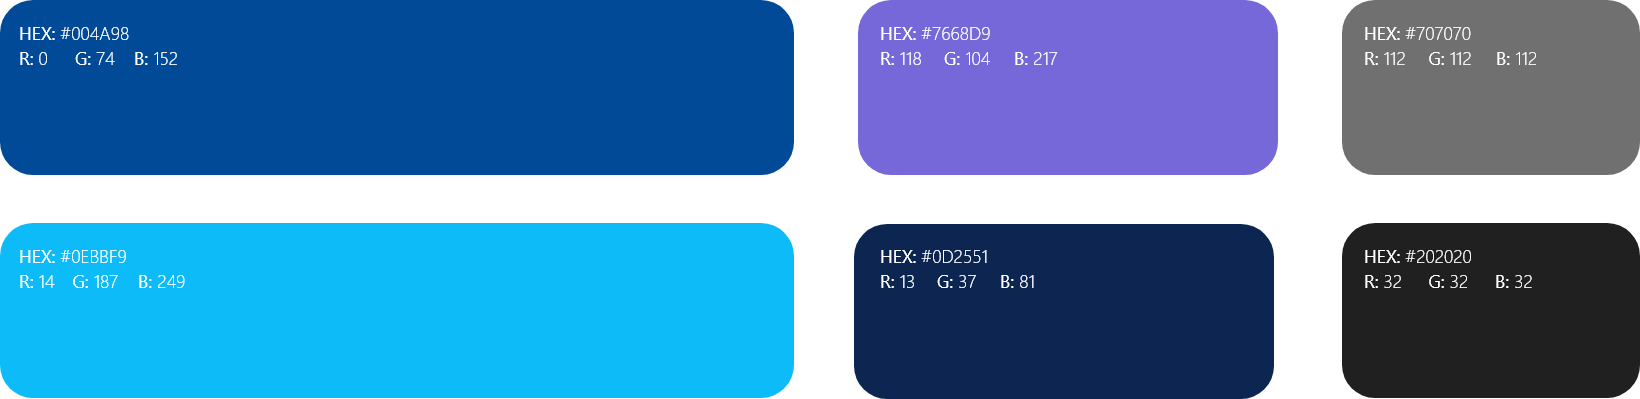 HEX: #004A98
R: 0 G: 74 B: 152
HEX: #7668D9
R: 118 G: 104 B: 217
HEX: #707070
R: 112 G: 112 B: 112
HEX: #0EBBF9
R: 14 G: 187 B: 249
HEX: #0D2551
R: 13 G: 37 B: 81
HEX: #202020
R: 32 G: 32 B: 32